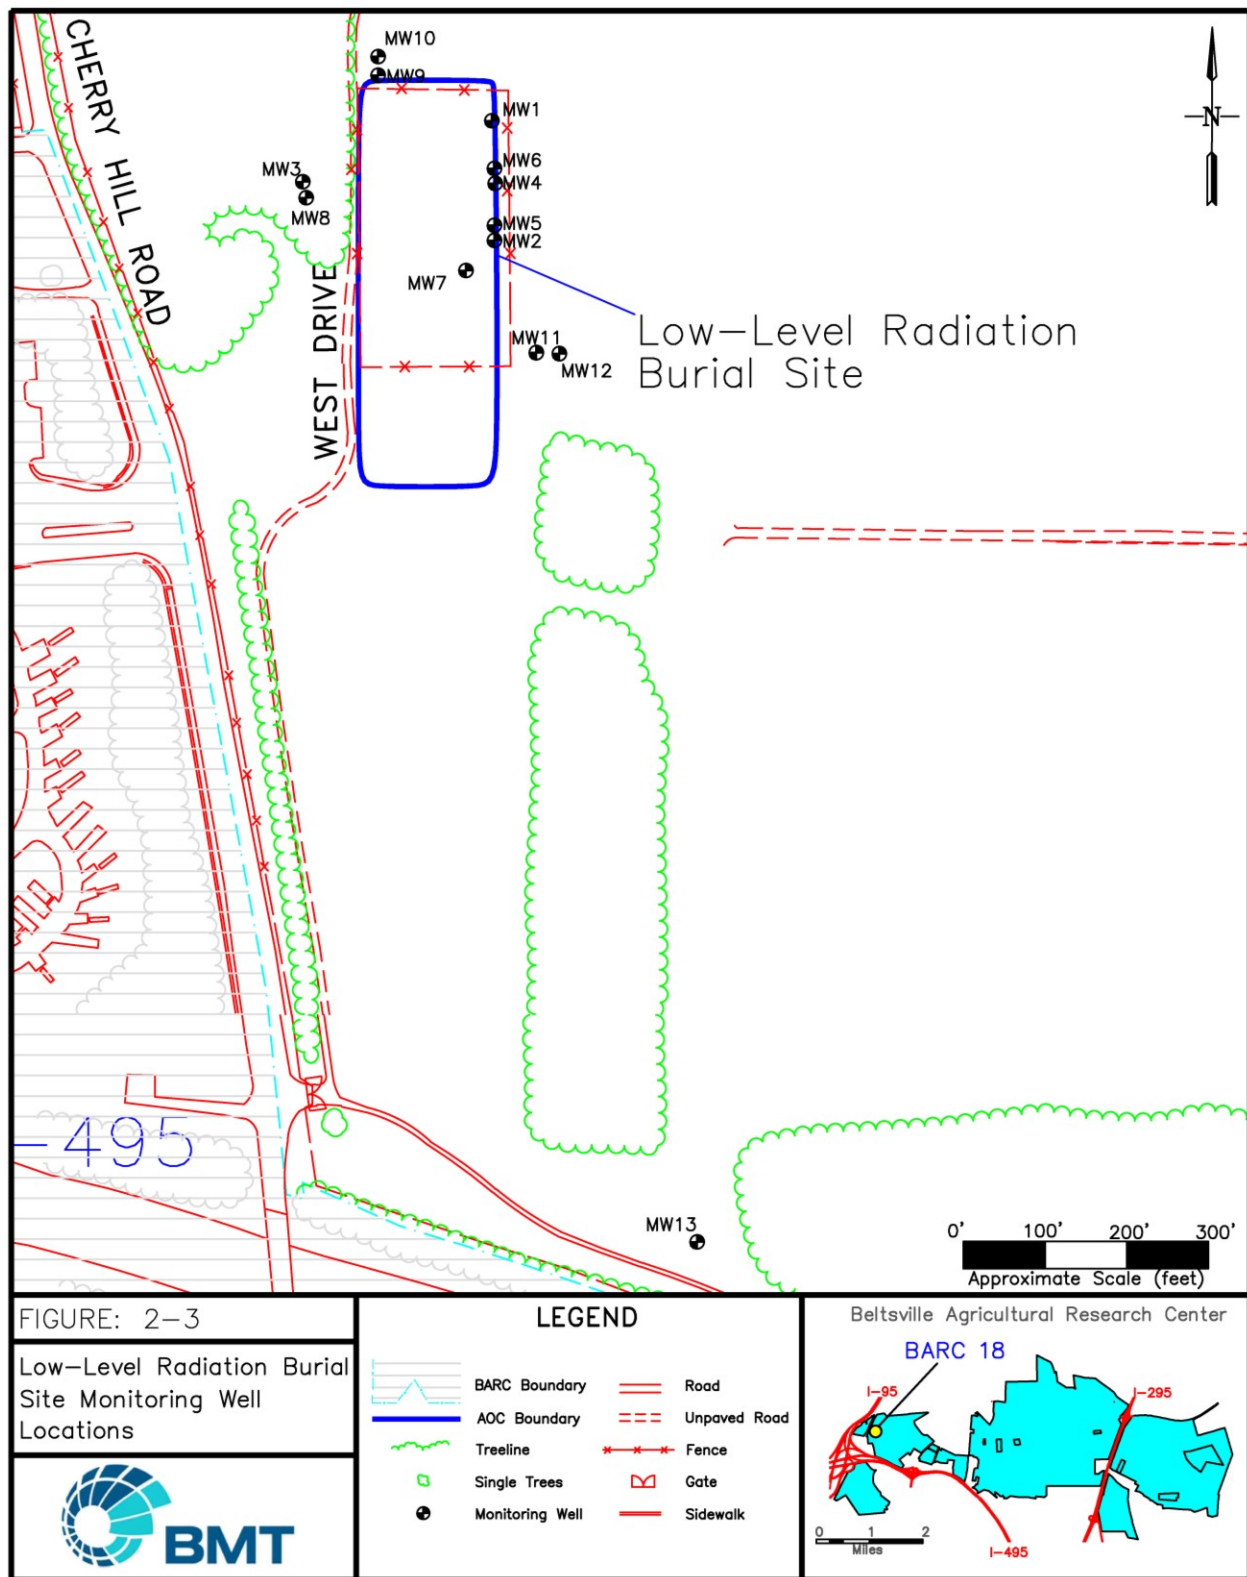 CHERRY HILL ROAD
MW10
MW9
MW1
MW6
MW4
MW3
MW8
MW5
MW2
MW7
WEST DRIVE
MW11
MW12
Low-Level Radiation
Burial Site
-N-
-495
MW13
0' 100' 200' 300'
Approximate Scale (feet)
FIGURE: 2-3
Low-Level Radiation Burial
Site Monitoring Well
Locations
BMT
LEGEND
BARC Boundary
AOC Boundary
Treeline
Single Trees
Monitoring Well
Road
Unpaved Road
Fence
Gate
Sidewalk
Beltsville Agricultural Research Center
BARC 18
I-95
I-295
0 1 2
Miles
I-495